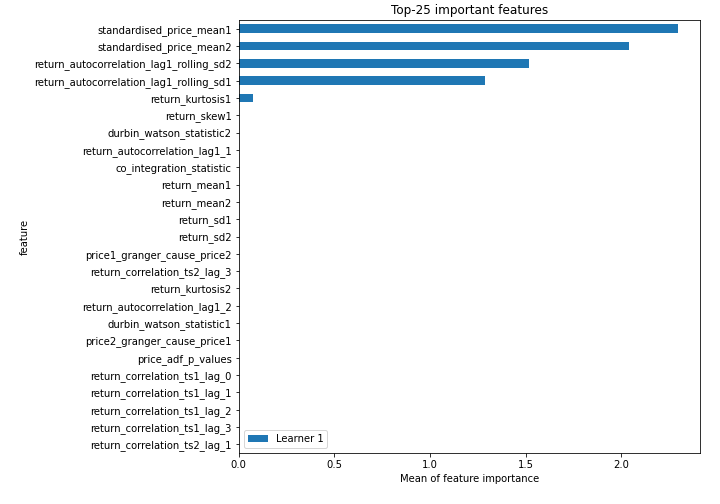 Top-25 important features
standardised_price_mean1
standardised_price_mean2
return_autocorrelation_lag1_rolling_sd2
return_autocorrelation_lag1_rolling_sd1
return_kurtosis1
return_skew1
durbin_watson_statistic2
return_autocorrelation_lag1_1
co_integration_statistic
return_mean1
return_mean2
return_sd1
return_sd2
price1_granger_cause_price2
return_correlation_ts2_lag_3
return_kurtosis2
return_autocorrelation_lag1_2
durbin_watson_statistic1
price2_granger_cause_price1
price_adf_p_values
return_correlation_ts1_lag_0
return_correlation_ts1_lag_1
return_correlation_ts1_lag_2
return_correlation_ts1_lag_3
return_correlation_ts2_lag_1
feature
Learner 1
0.0 0.5 1.0 1.5 2.0
Mean of feature importance